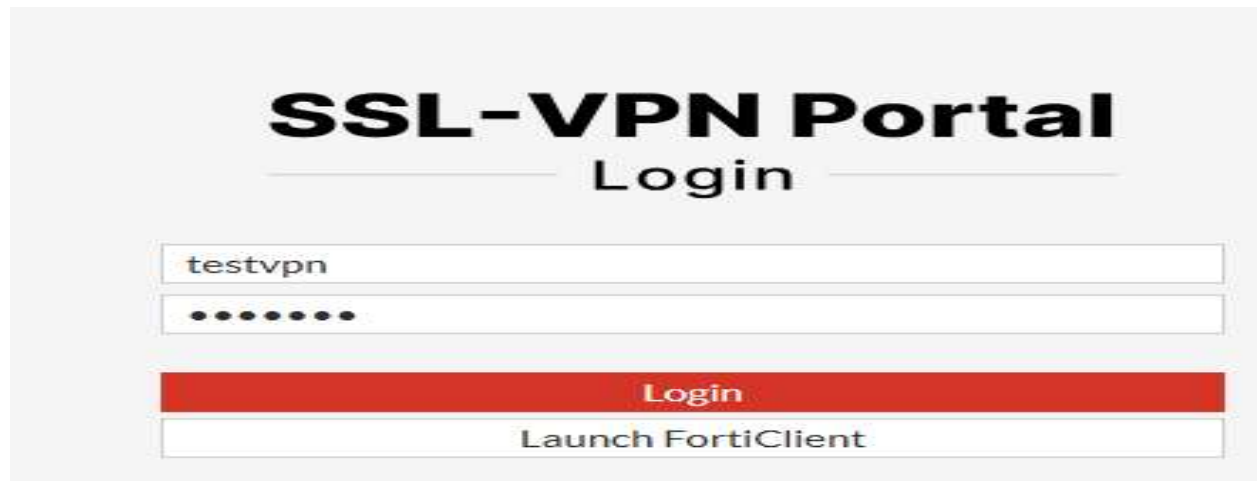 SSL-VPN Portal
Login
testvpn
•••••••
Login
Launch FortiClient